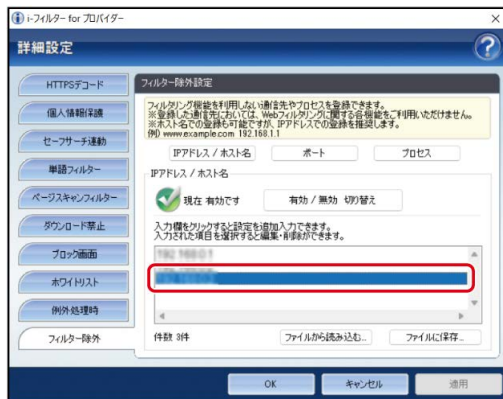 i-フィルター for プロバイダー
詳細設定
HTTPSデコード
個人情報保護
セーフサーチ連動
単語フィルター
ページスキャンフィルター
ダウンロード禁止
ブロック画面
ホワイトリスト
例外処理時
フィルター除外
フィルター除外設定
フィルタリング機能を利用しない通信先やプロセスを登録できます。
※登録した通信先においては、Webフィルタリングに関する各機能をご利用いただけません。
※ホスト名での登録も可能ですが、IPアドレスでの登録を推奨します。
例) www.example.com 192.168.1.1
IPアドレス / ホスト名
ポート
プロセス
IPアドレス / ホスト名
現在 有効です
有効 / 無効 切り替え
入力欄をクリックすると設定を追加入力できます。
入力された項目を選択すると編集・削除ができます。
件数 3件
ファイルから読み込む...
ファイルに保存...
OK
キャンセル
適用